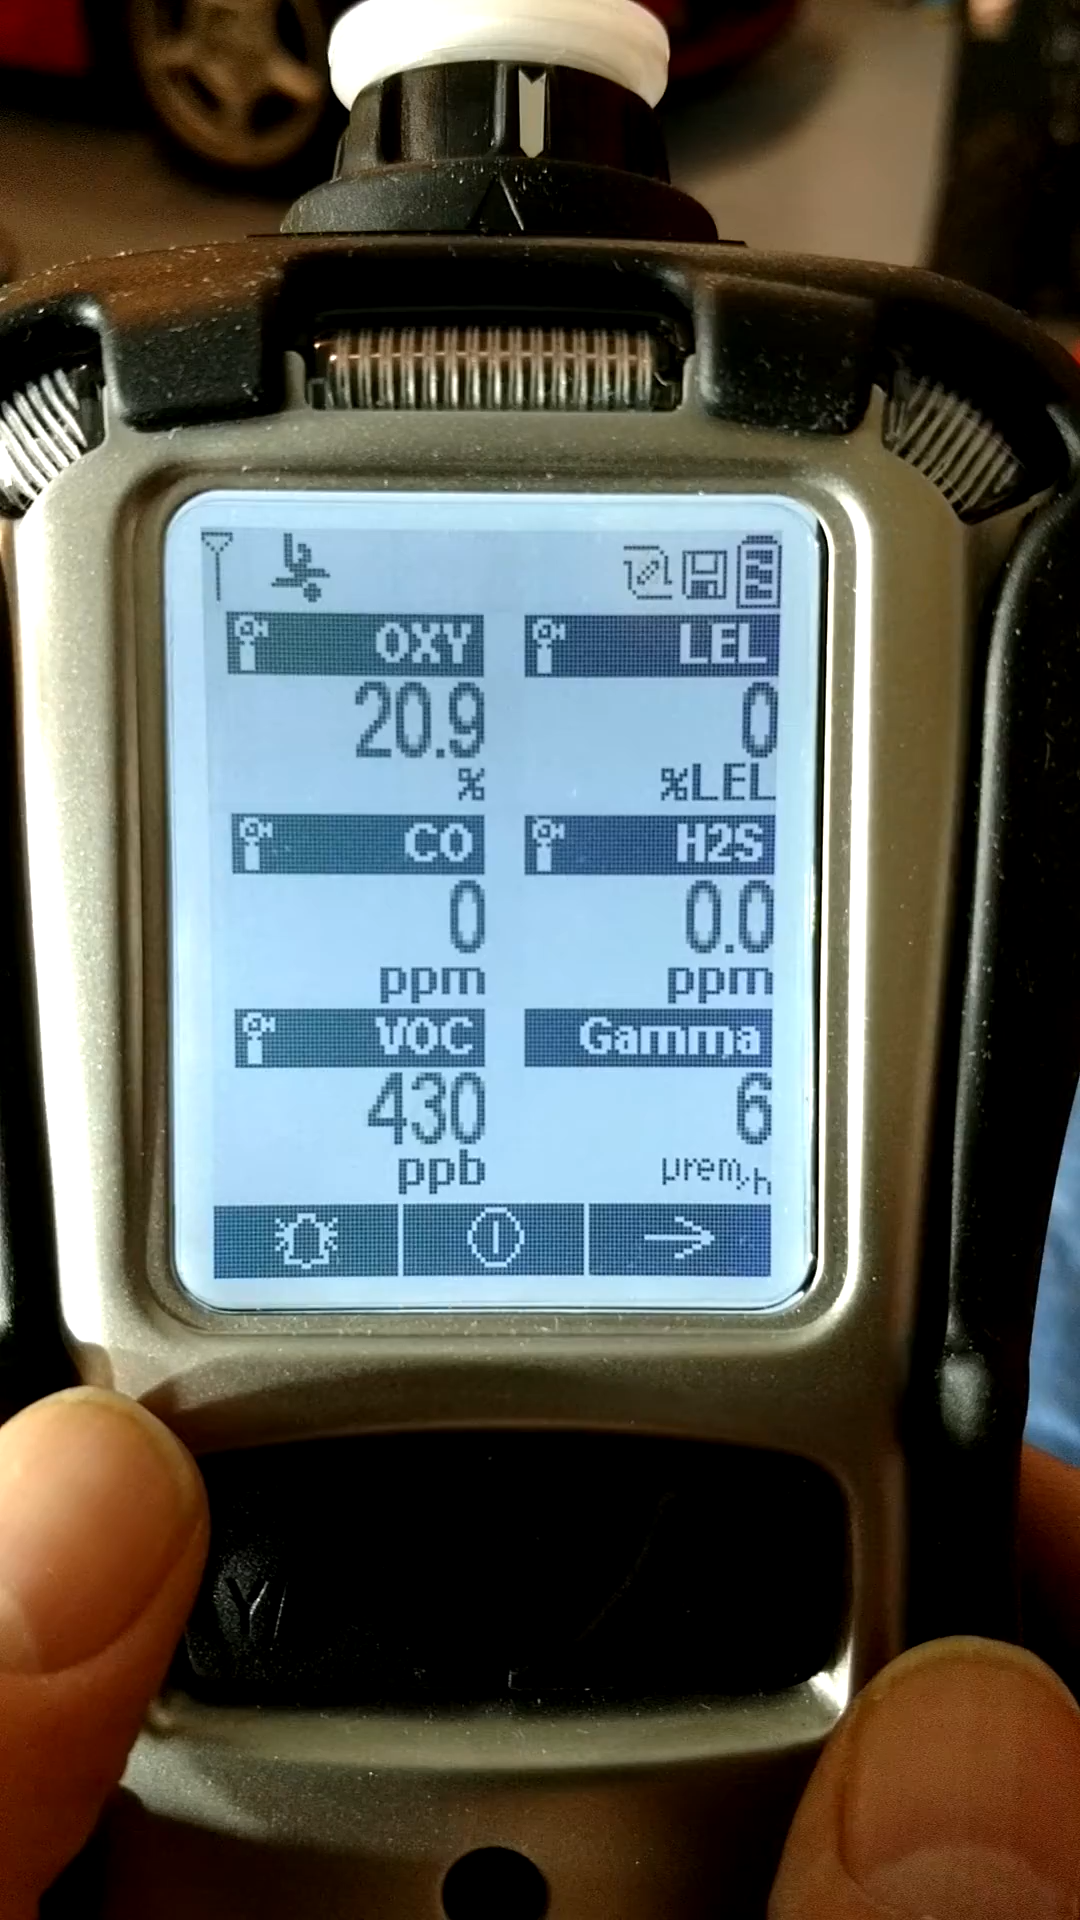 OXY LEL
20.9 0
% %LEL
CO H2S
0 0.0
ppm ppm
VOC Gamma
430 6
ppb µrem/h
Y/